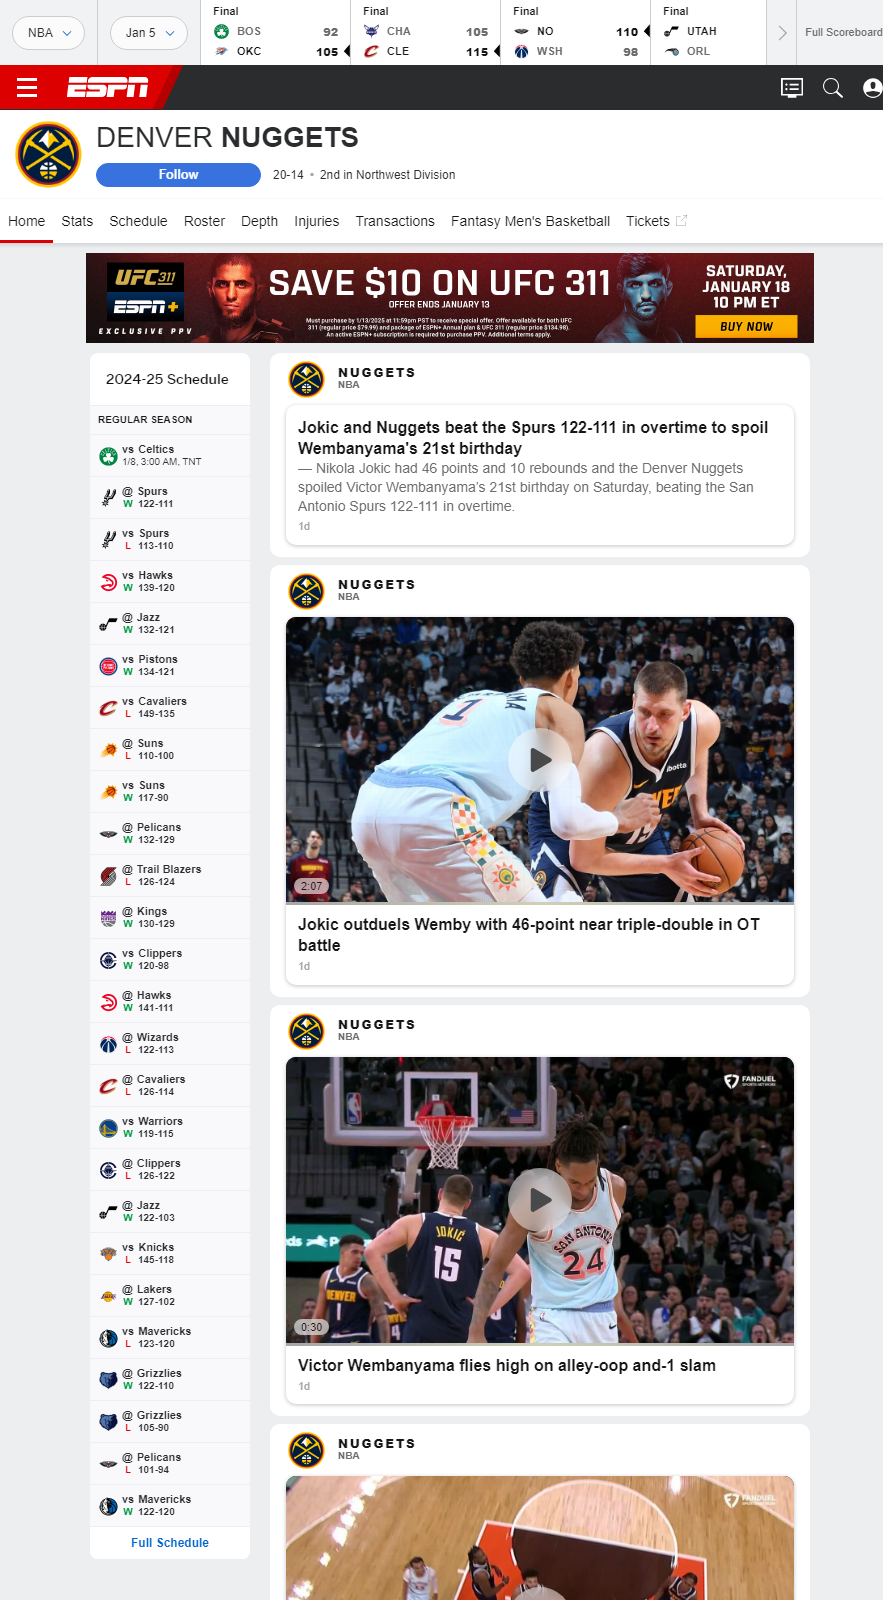 NBA
Jan 5
Final
BOS 92
OKC 105
Final
CHA 105
CLE 115
Final
NO 110
WSH 98
Final
UTAH
ORL
Full Scoreboard
ESPN
DENVER NUGGETS
Follow
20-14 • 2nd in Northwest Division
Home Stats Schedule Roster Depth Injuries Transactions Fantasy Men's Basketball Tickets
UFC 311
ESPN+
EXCLUSIVE PPV
SAVE $10 ON UFC 311
OFFER ENDS JANUARY 13
Must purchase by 1/13/2025 at 11:59pm PST to receive special offer. Offer available for both UFC
311 (regular price $79.99) and package of ESPN+ Annual plan & UFC 311 (regular price $134.98).
An active ESPN+ subscription is required to purchase PPV. Additional terms apply.
SATURDAY,
JANUARY 18
10 PM ET
BUY NOW
2024-25 Schedule
REGULAR SEASON
vs Celtics
1/8, 3:00 AM, TNT
@ Spurs
W 122-111
vs Spurs
L 113-110
vs Hawks
W 139-120
@ Jazz
W 132-121
vs Pistons
W 134-121
vs Cavaliers
L 149-135
@ Suns
L 110-100
vs Suns
W 117-90
@ Pelicans
W 132-129
@ Trail Blazers
L 126-124
@ Kings
W 130-129
vs Clippers
W 120-98
@ Hawks
W 141-111
@ Wizards
L 122-113
@ Cavaliers
L 126-114
vs Warriors
W 119-115
@ Clippers
L 126-122
@ Jazz
W 122-103
vs Knicks
L 145-118
@ Lakers
W 127-102
vs Mavericks
L 123-120
@ Grizzlies
W 122-110
@ Grizzlies
L 105-90
@ Pelicans
L 101-94
vs Mavericks
W 122-120
Full Schedule
NUGGETS
NBA
Jokic and Nuggets beat the Spurs 122-111 in overtime to spoil
Wembanyama's 21st birthday
— Nikola Jokic had 46 points and 10 rebounds and the Denver Nuggets
spoiled Victor Wembanyama's 21st birthday on Saturday, beating the San
Antonio Spurs 122-111 in overtime.
1d
NUGGETS
NBA
1
ibotta
2:07
Jokic outduels Wemby with 46-point near triple-double in OT
battle
1d
NUGGETS
NBA
FANDUEL
SPORTS NETWORK
JOKIĆ
15
SAN ANTONIO
24
DENVER
1
0:30
Victor Wembanyama flies high on alley-oop and-1 slam
1d
NUGGETS
NBA
FANDUEL
SPORTS NETWORK